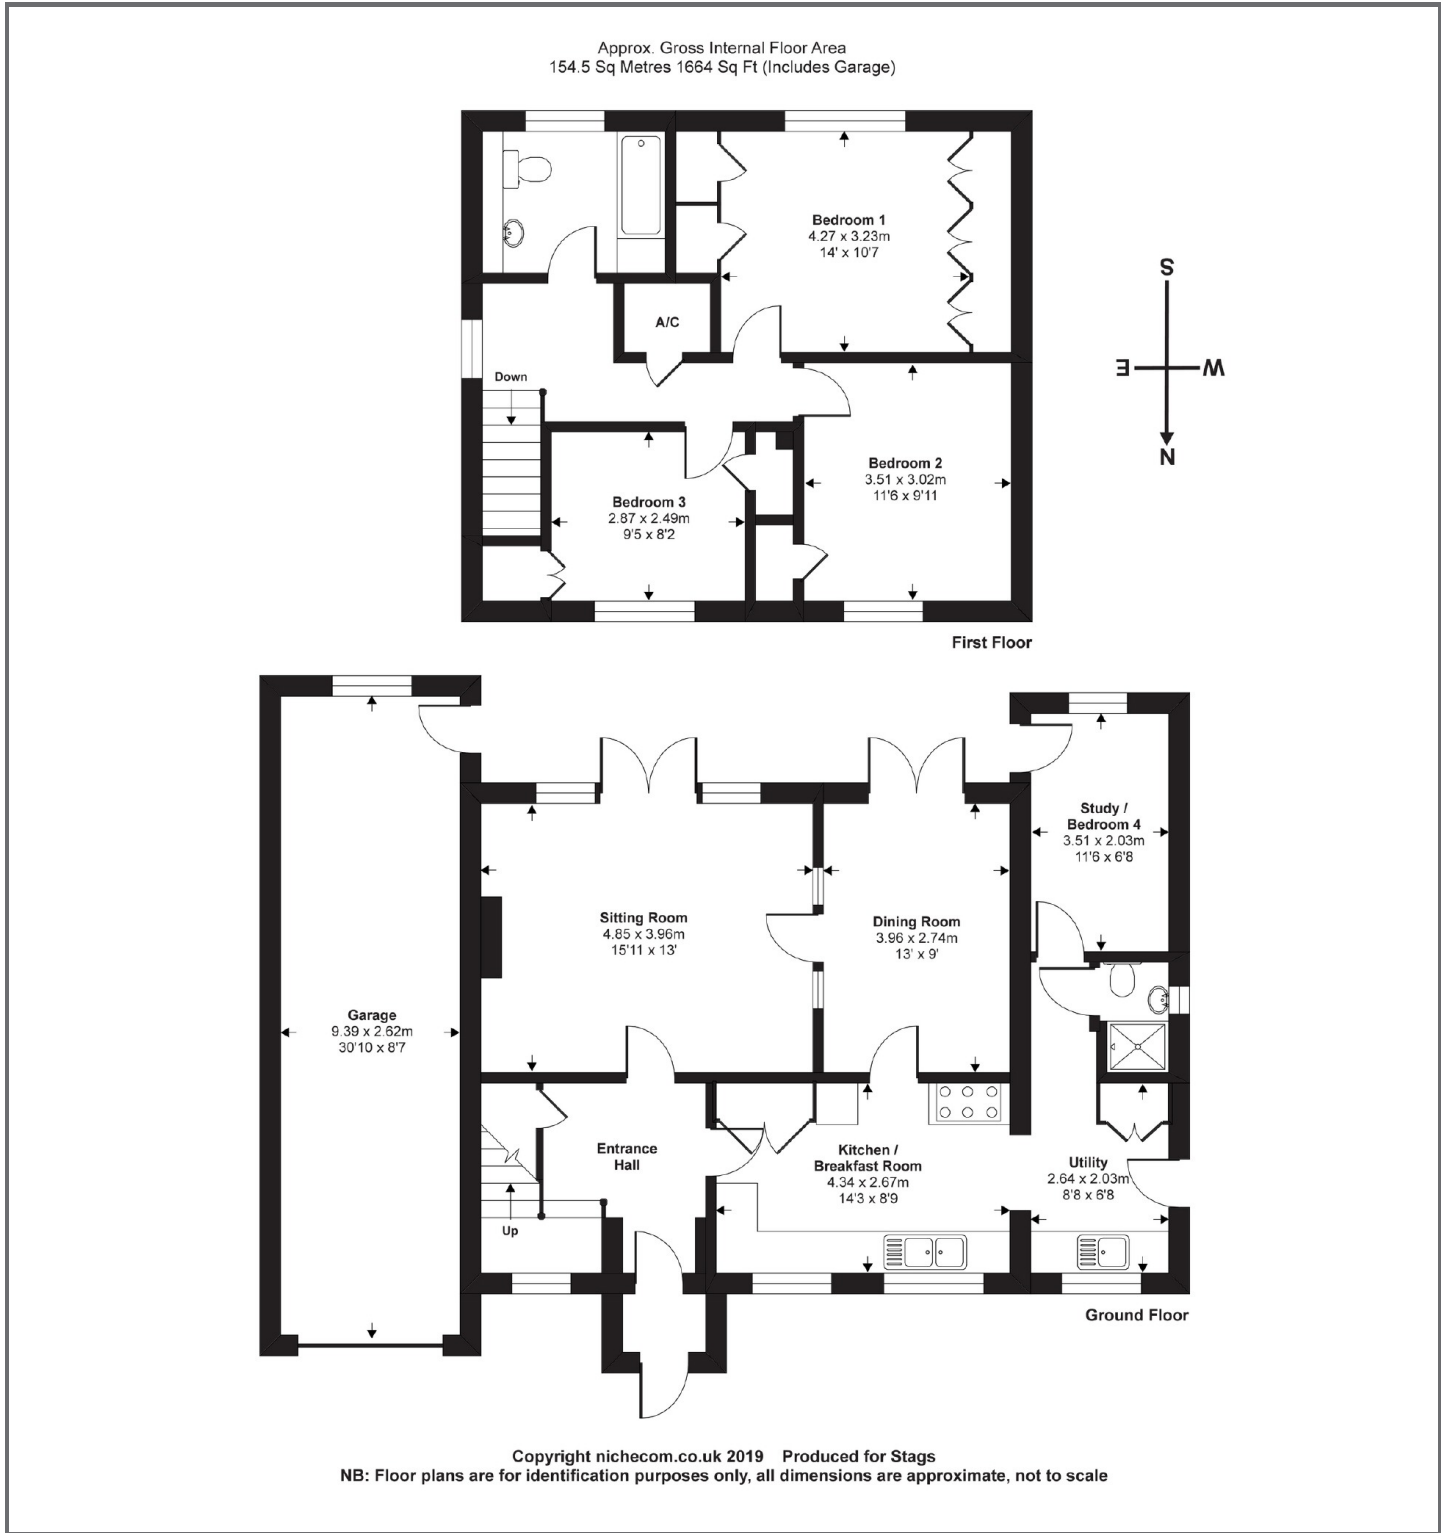 Approx. Gross Internal Floor Area
154.5 Sq Metres 1664 Sq Ft (Includes Garage)
Bedroom 1
4.27 x 3.23m
14' x 10'7
A/C
Down
S
E
W
N
Bedroom 2
3.51 x 3.02m
11'6 x 9'11
Bedroom 3
2.87 x 2.49m
9'5 x 8'2
First Floor
Study /
Bedroom 4
3.51 x 2.03m
11'6 x 6'8
Sitting Room
4.85 x 3.96m
15'11 x 13'
Dining Room
3.96 x 2.74m
13' x 9'
Garage
9.39 x 2.62m
30'10 x 8'7
Entrance
Hall
Kitchen /
Breakfast Room
4.34 x 2.67m
14'3 x 8'9
Utility
2.64 x 2.03m
8'8 x 6'8
Up
Ground Floor
Copyright nichecom.co.uk 2019 Produced for Stags
NB: Floor plans are for identification purposes only, all dimensions are approximate, not to scale